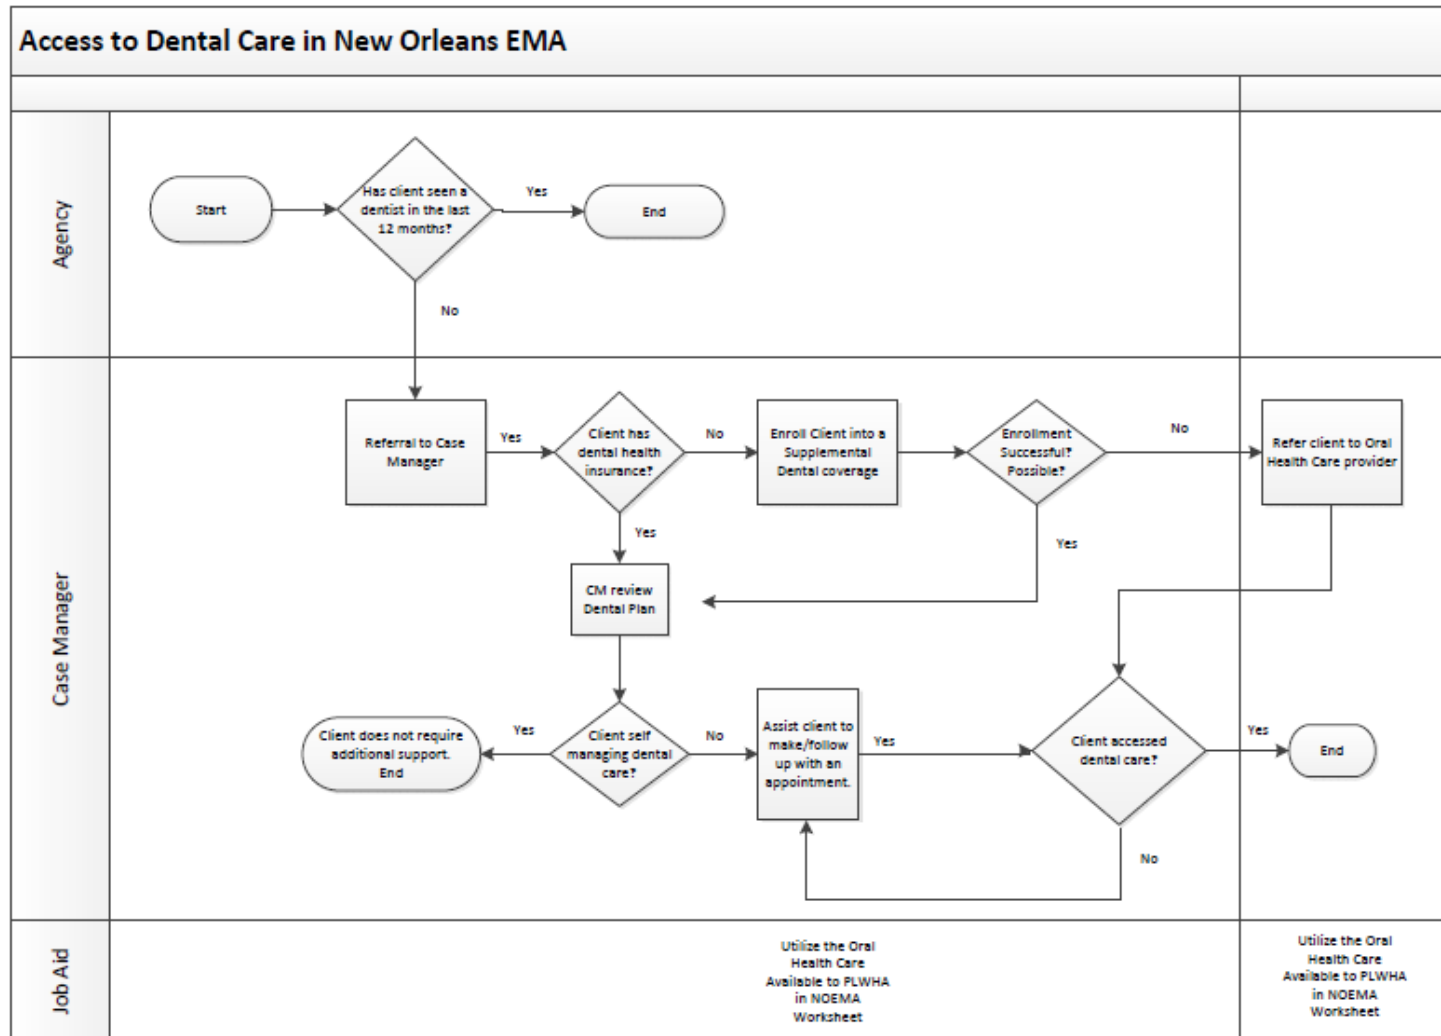 Access to Dental Care in New Orleans EMA
Agency
Start
Has client seen a
dentist in the last
12 months?
Yes
End
No
Case Manager
Referral to Case
Manager
Yes
Client has
dental health
insurance?
No
Enroll Client into a
Supplemental
Dental coverage
Enrollment
Successful?
Possible?
No
Refer client to Oral
Health Care provider
Yes
Yes
CM review
Dental Plan
Client does not require
additional support.
End
Yes
Client self
managing dental
care?
No
Assist client to
make/follow
up with an
appointment.
Yes
Client accessed
dental care?
Yes
End
No
Job Aid
Utilize the Oral
Health Care
Available to PLWHA
in NOEMA
Worksheet
Utilize the Oral
Health Care
Available to PLWHA
in NOEMA
Worksheet